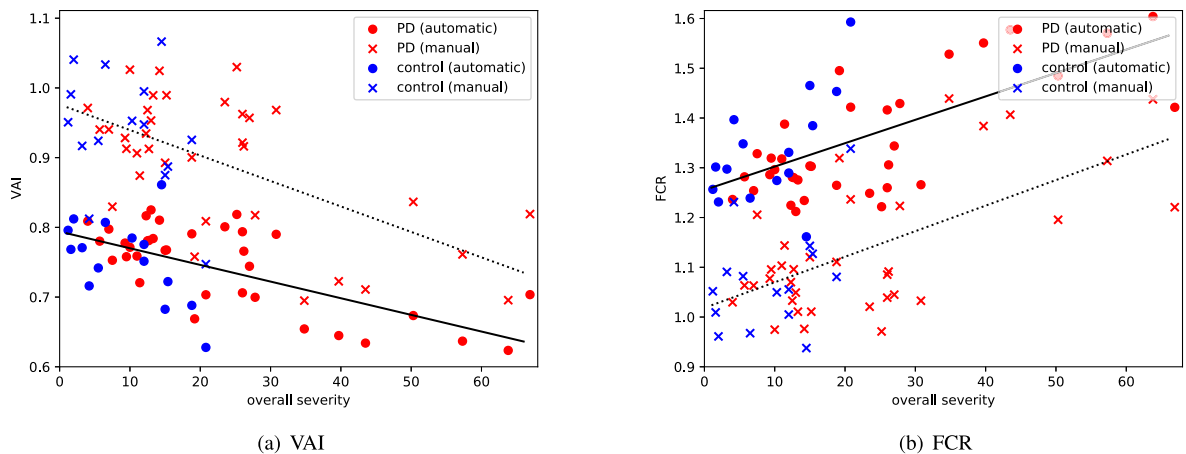 1.1
1.0
0.9
0.8
0.7
0.6
VAI
PD (automatic)
PD (manual)
control (automatic)
control (manual)
0 10 20 30 40 50 60
overall severity
(a) VAI
1.6
1.5
1.4
1.3
1.2
1.1
1.0
0.9
FCR
PD (automatic)
PD (manual)
control (automatic)
control (manual)
0 10 20 30 40 50 60
overall severity
(b) FCR